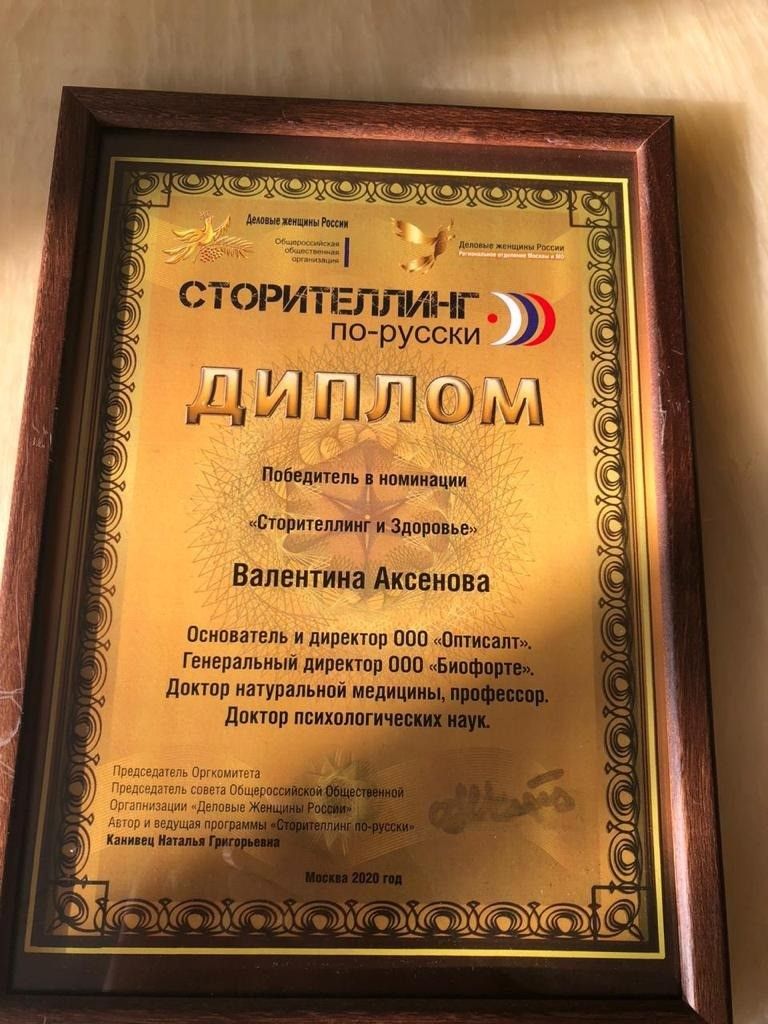 Деловые женщины России
Общероссийская
общественная
организация
Деловые женщины России
Региональное отделение Москвы и МО
СТОРИТЕЛЛИНГ
по-русски
ДИПЛОМ
Победитель в номинации
«Сторителлинг и Здоровье»
Валентина Аксенова
Основатель и директор ООО «Оптисалт».
Генеральный директор ООО «Биофорте».
Доктор натуральной медицины, профессор.
Доктор психологических наук.
Председатель Оргкомитета
Председатель совета Общероссийской Общественной
Оргапнизации «Деловые Женщины России»
Автор и ведущая программы «Сторителлинг по-русски»
Канивец Наталья Григорьевна
Москва 2020 год